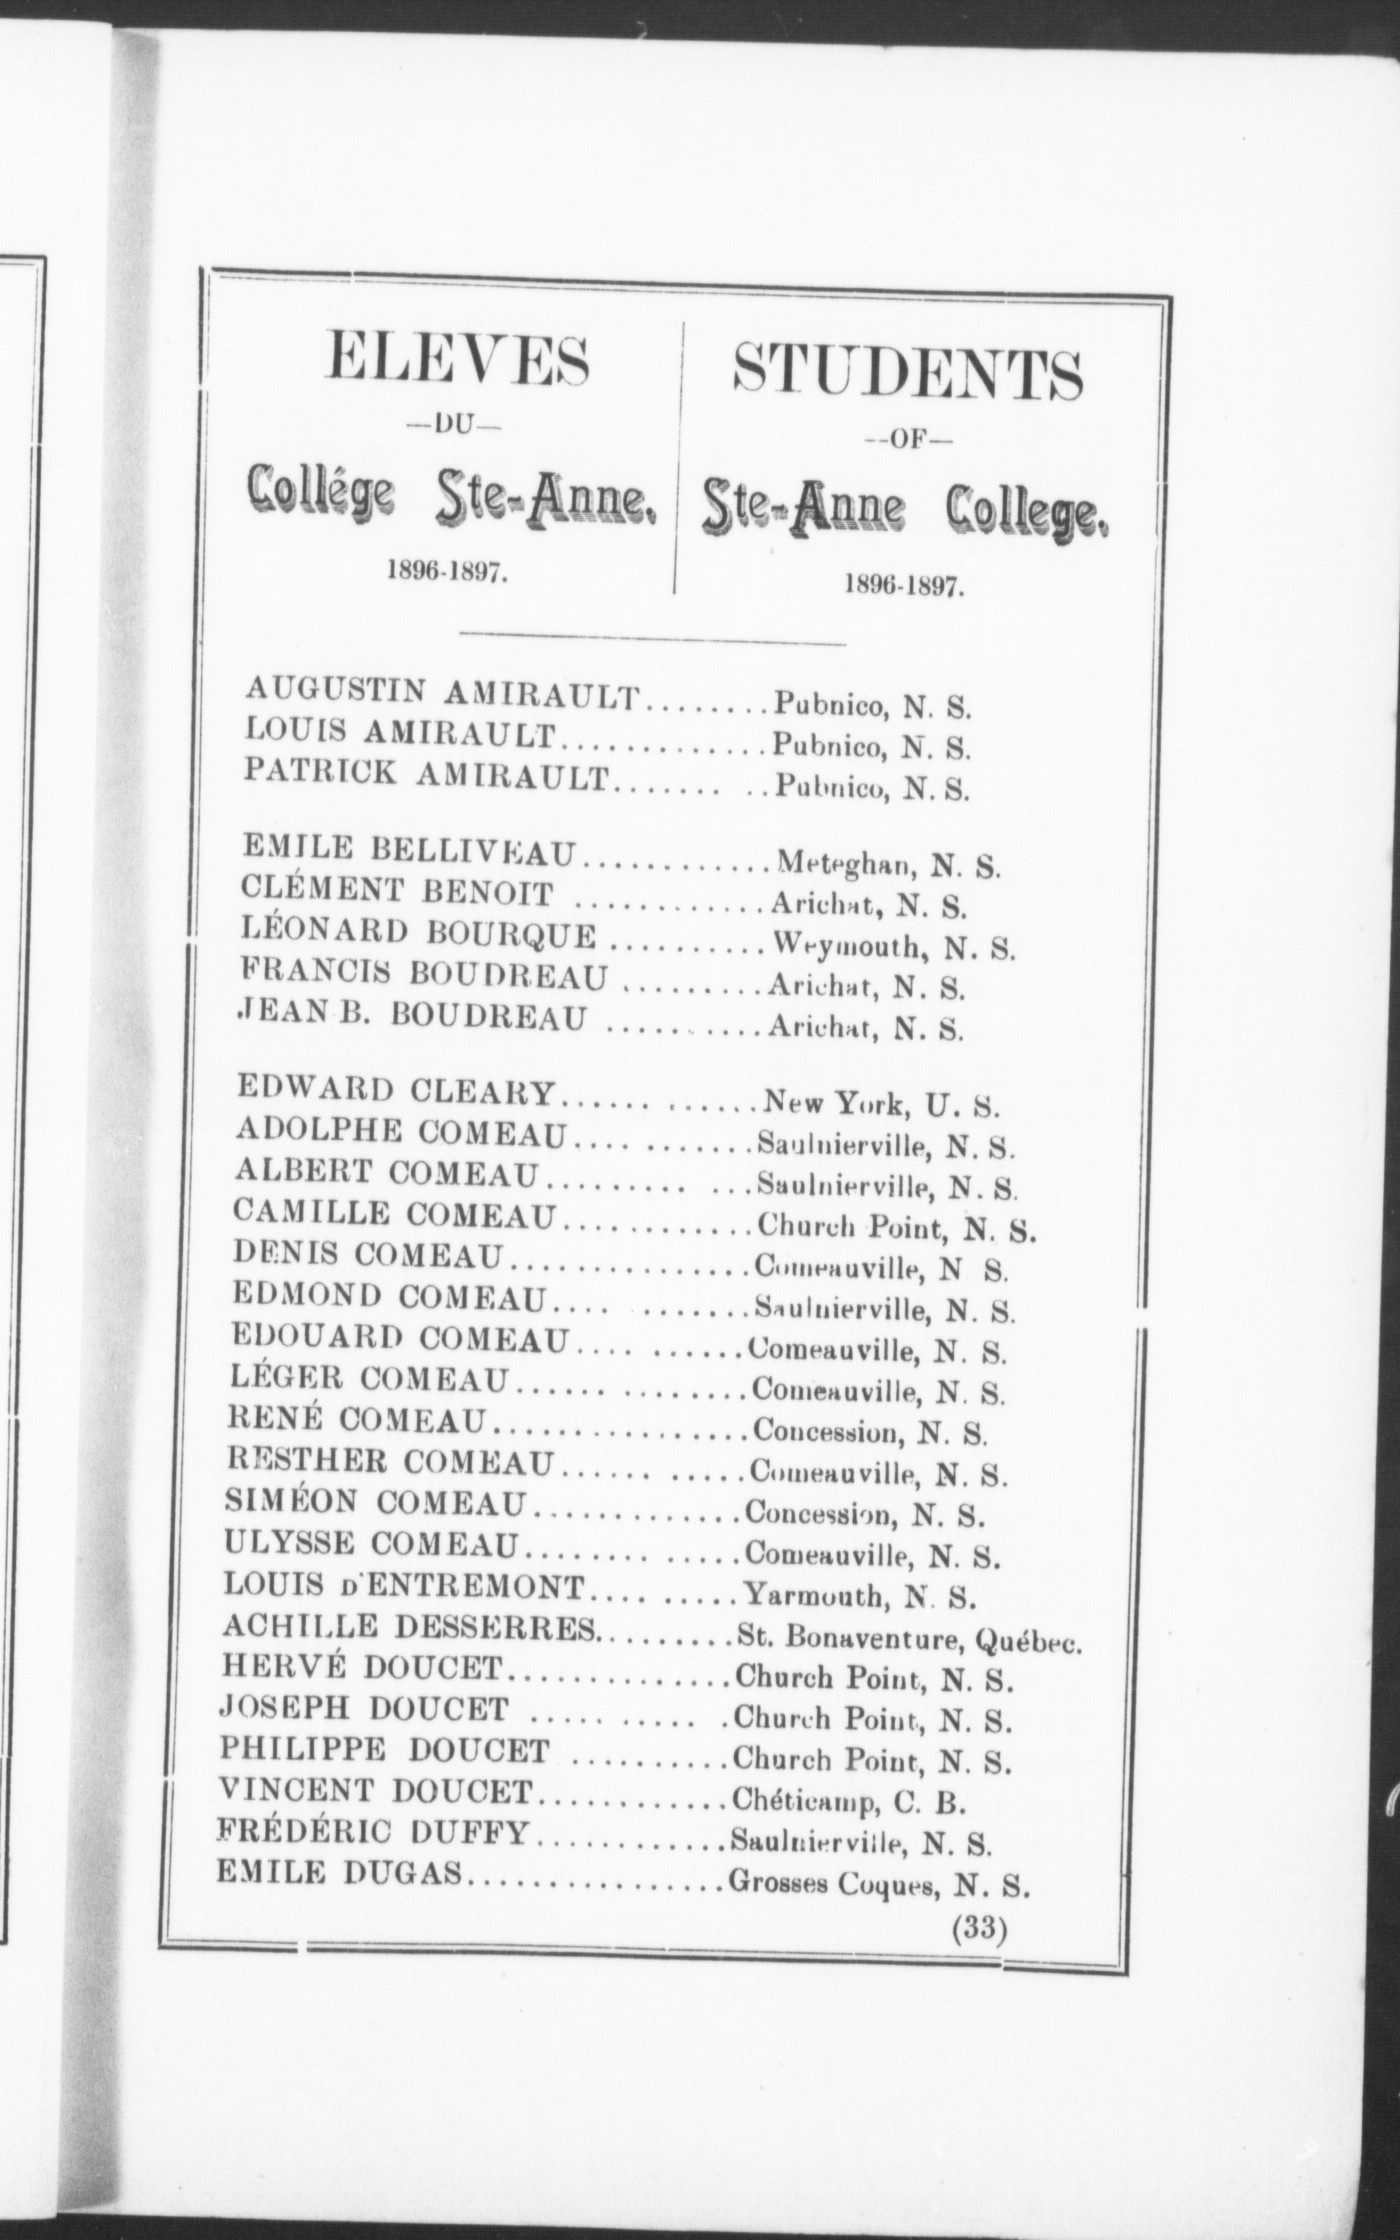 ELEVES
—DU—
Collége Ste-Anne.
1896-1897.
STUDENTS
--OF—
Ste-Anne College.
1896-1897.
AUGUSTIN AMIRAULT........Pubnico, N. S.
LOUIS AMIRAULT.............Pubnico, N. S.
PATRICK AMIRAULT....... ..Pubnico, N. S.
EMILE BELLIVEAU............Meteghan, N. S.
CLÉMENT BENOIT ............Arichat, N. S.
LÉONARD BOURQUE ..........Weymouth, N. S.
FRANCIS BOUDREAU .........Arichat, N. S.
JEAN B. BOUDREAU ..........Arichat, N. S.
EDWARD CLEARY...... ......New York, U. S.
ADOLPHE COMEAU.... .......Saulnierville, N. S.
ALBERT COMEAU......... ...Saulnierville, N. S.
CAMILLE COMEAU............Church Point, N. S.
DENIS COMEAU...............Comeauville, N S.
EDMOND COMEAU.... .......Saulnierville, N. S.
EDOUARD COMEAU.... ......Comeauville, N. S.
LÉGER COMEAU...... ........Comeauville, N. S.
RENÉ COMEAU................Concession, N. S.
RESTHER COMEAU...... .....Comeauville, N. S.
SIMÉON COMEAU.............Concession, N. S.
ULYSSE COMEAU........ .....Comeauville, N. S.
LOUIS D'ENTREMONT.... .....Yarmouth, N. S.
ACHILLE DESSERRES.........St. Bonaventure, Québec.
HERVÉ DOUCET..............Church Point, N. S.
JOSEPH DOUCET ..... ..... .Church Point, N. S.
PHILIPPE DOUCET ..........Church Point, N. S.
VINCENT DOUCET............Chéticamp, C. B.
FRÉDÉRIC DUFFY............Saulnierville, N. S.
EMILE DUGAS................Grosses Coques, N. S.
(33)